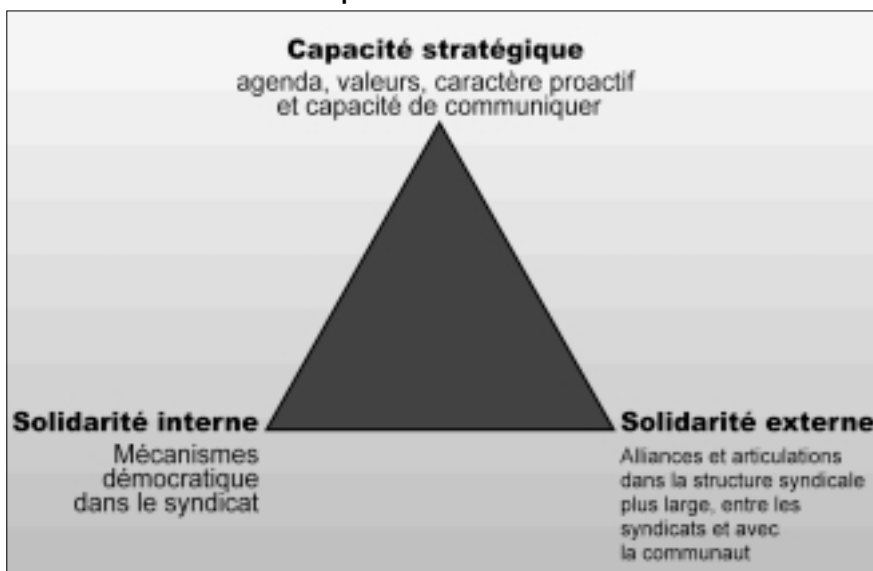 Capacité stratégique
agenda, valeurs, caractère proactif
et capacité de communiquer
Solidarité interne
Mécanismes
démocratique
dans le syndicat
Solidarité externe
Alliances et articulations
dans la structure syndicale
plus large, entre les
syndicats et avec
la communaut